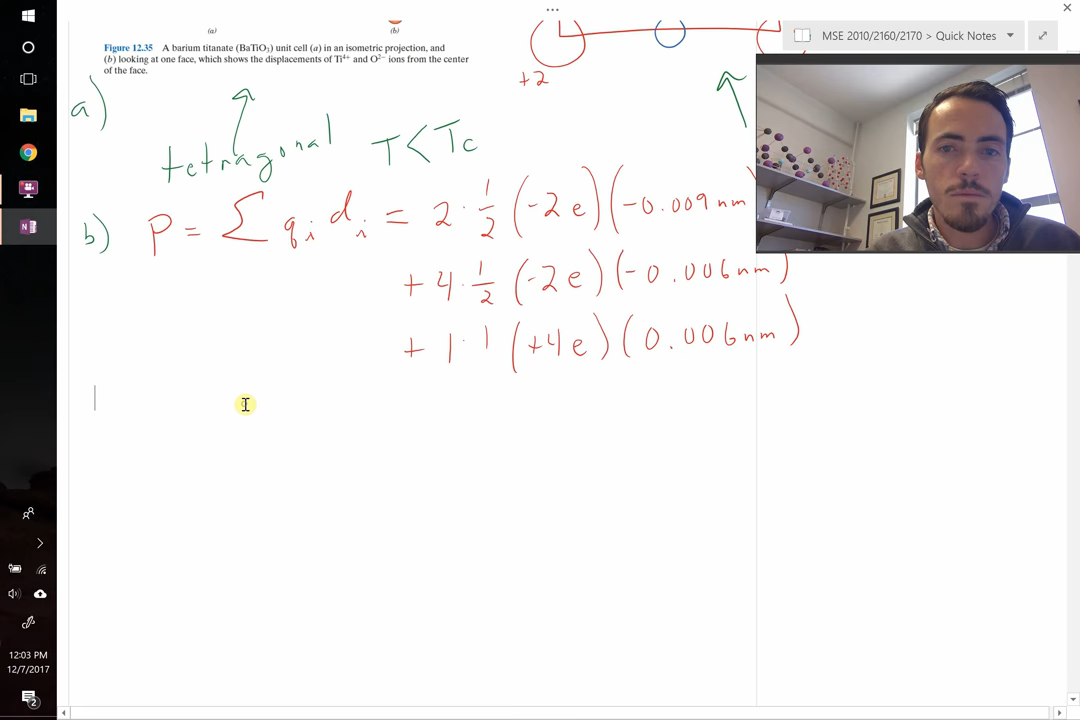 MSE 2010/2160/2170 > Quick Notes
(a)
(b)
Figure 12.35 A barium titanate (BaTiO₃) unit cell (a) in an isometric projection, and
(b) looking at one face, which shows the displacements of Ti⁴⁺ and O²⁻ ions from the center
of the face.
+2
a)
tetragonal T < Tc
b) P = Σ qᵢ dᵢ = 2 · 1/2 (-2e)(-0.009 nm
+ 4 · 1/2 (-2e)(-0.006 nm)
+ 1 · 1 (+4e)(0.006 nm)
N
12:03 PM
12/7/2017
2